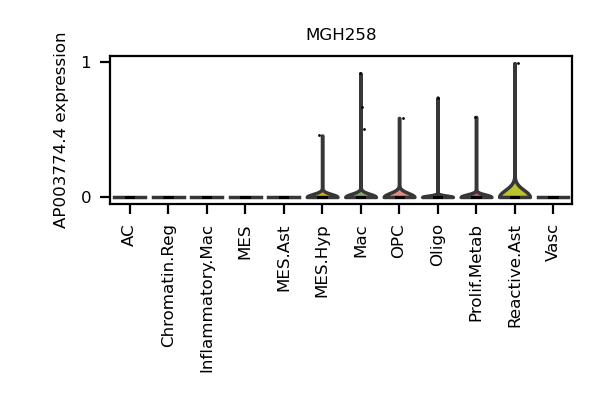 MGH258
AP003774.4 expression
1
0
AC
Chromatin.Reg
Inflammatory.Mac
MES
MES.Ast
MES.Hyp
Mac
OPC
Oligo
Prolif.Metab
Reactive.Ast
Vasc